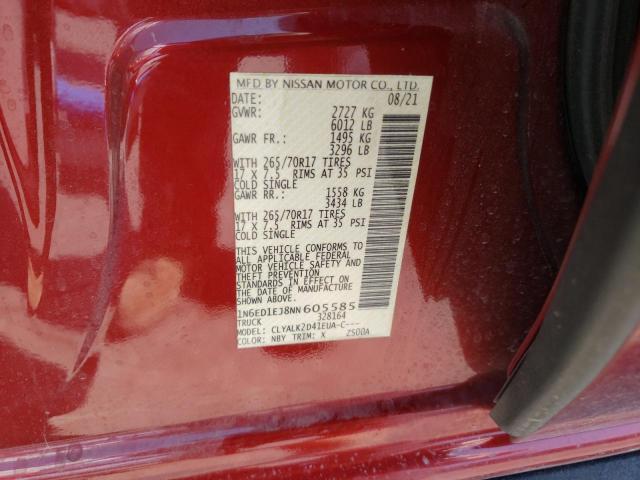 MFD BY NISSAN MOTOR CO., LTD.
DATE: 08/21
GVWR: 2727 KG
6012 LB
GAWR FR.: 1495 KG
3296 LB
WITH 265/70R17 TIRES
17 X 7.5 RIMS AT 35 PSI
COLD SINGLE
GAWR RR.: 1558 KG
3434 LB
WITH 265/70R17 TIRES
17 X 7.5 RIMS AT 35 PSI
COLD SINGLE
THIS VEHICLE CONFORMS TO
ALL APPLICABLE FEDERAL
MOTOR VEHICLE SAFETY AND
THEFT PREVENTION
STANDARDS IN EFFECT ON
THE DATE OF MANUFACTURE
SHOWN ABOVE.
1N6ED1EJ8NN605585
TRUCK 328164
MODEL: CLYALK2D41EUA-C---
COLOR: NBY TRIM: X Z50DA